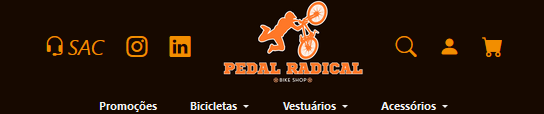 SAC
PEDAL RADICAL
BIKE SHOP
Promoções Bicicletas Vestuários Acessórios